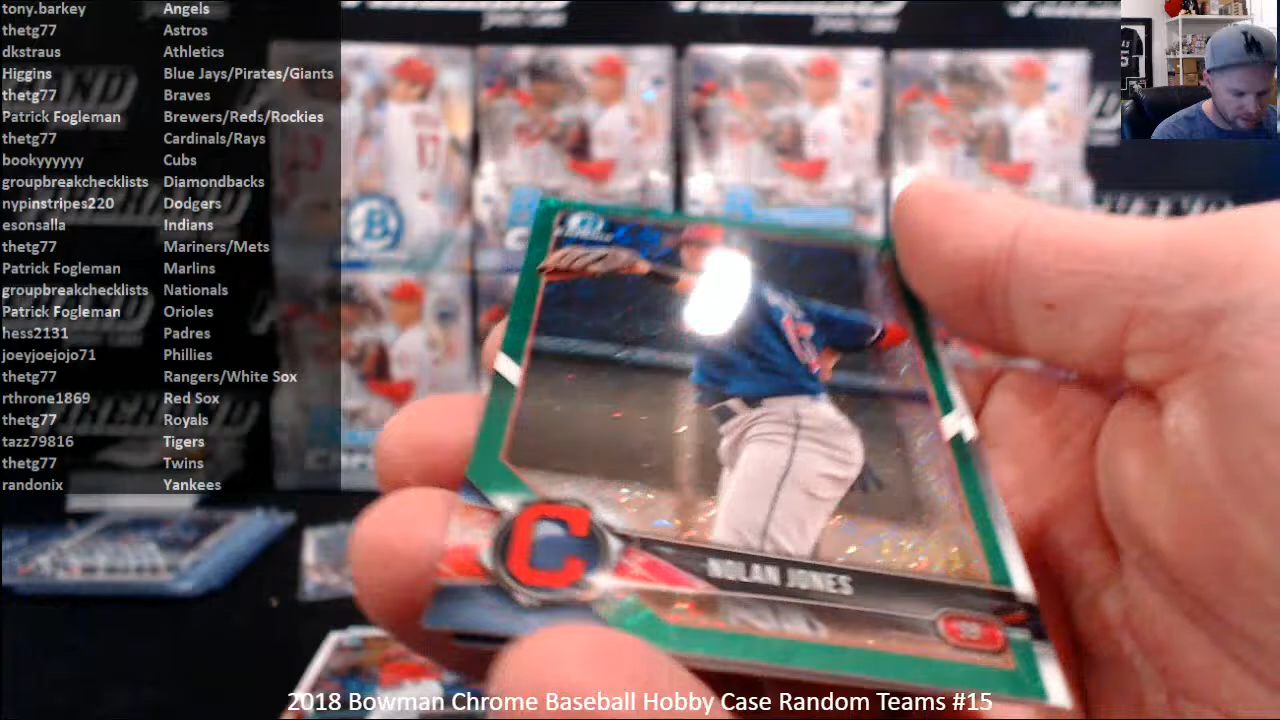 tony.barkey Angels
thetg77 Astros
dkstraus Athletics
Higgins Blue Jays/Pirates/Giants
thetg77 Braves
Patrick Fogleman Brewers/Reds/Rockies
thetg77 Cardinals/Rays
bookyyyyyy Cubs
groupbreakchecklists Diamondbacks
nypinstripes220 Dodgers
esonsalla Indians
thetg77 Mariners/Mets
Patrick Fogleman Marlins
groupbreakchecklists Nationals
Patrick Fogleman Orioles
hess2131 Padres
joeyjoejojo71 Phillies
thetg77 Rangers/White Sox
rthrone1869 Red Sox
thetg77 Royals
tazz79816 Tigers
thetg77 Twins
randonix Yankees
17
B
C
NOLAN JONES
3B
2018 Bowman Chrome Baseball Hobby Case Random Teams #15